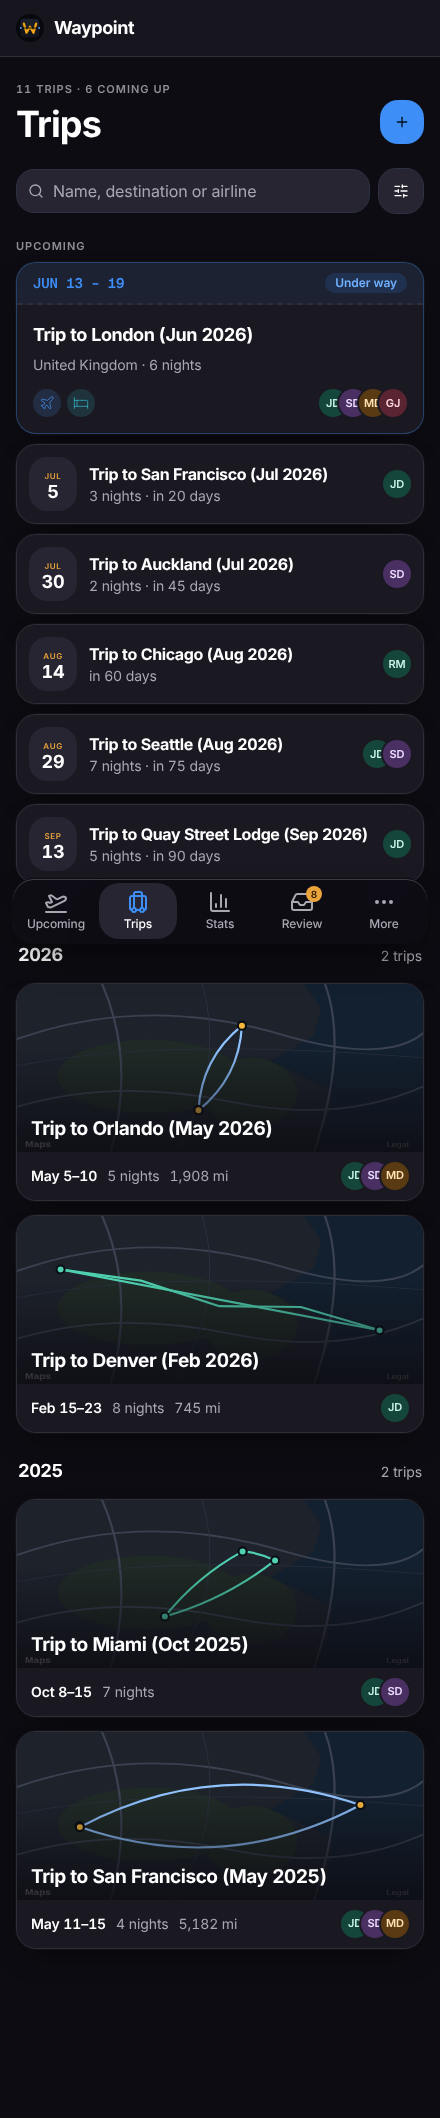 Waypoint
11 TRIPS · 6 COMING UP
Trips
Name, destination or airline
UPCOMING
JUN 13 – 19
Under way
Trip to London (Jun 2026)
United Kingdom · 6 nights
JD SD MD GJ
JUL
5
Trip to San Francisco (Jul 2026)
3 nights · in 20 days
JD
JUL
30
Trip to Auckland (Jul 2026)
2 nights · in 45 days
SD
AUG
14
Trip to Chicago (Aug 2026)
in 60 days
RM
AUG
29
Trip to Seattle (Aug 2026)
7 nights · in 75 days
JD SD
SEP
13
Trip to Quay Street Lodge (Sep 2026)
5 nights · in 90 days
JD
Upcoming
Trips
Stats
8
Review
More
2026
2 trips
Trip to Orlando (May 2026)
Maps
Legal
May 5–10 5 nights 1,908 mi
JD SD MD
Trip to Denver (Feb 2026)
Maps
Legal
Feb 15–23 8 nights 745 mi
JD
2025
2 trips
Trip to Miami (Oct 2025)
Maps
Legal
Oct 8–15 7 nights
JD SD
Trip to San Francisco (May 2025)
Maps
Legal
May 11–15 4 nights 5,182 mi
JD SD MD